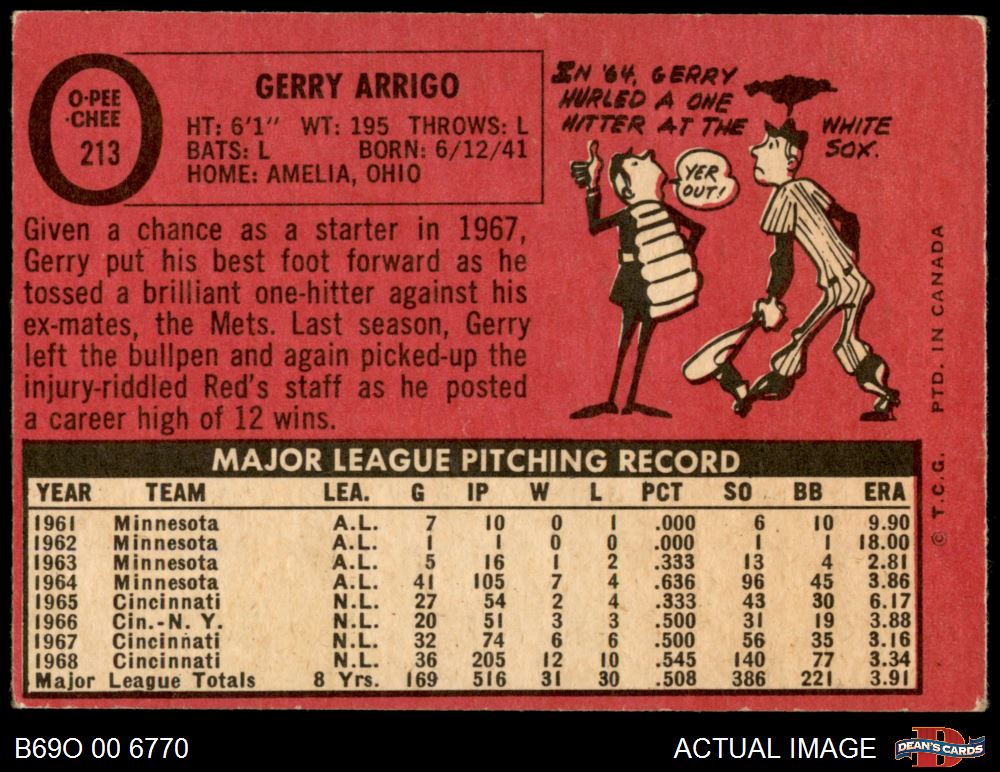 O-PEE
-CHEE
213
GERRY ARRIGO
HT: 6'1" WT: 195 THROWS: L
BATS: L BORN: 6/12/41
HOME: AMELIA, OHIO
Given a chance as a starter in 1967,
Gerry put his best foot forward as he
tossed a brilliant one-hitter against his
ex-mates, the Mets. Last season, Gerry
left the bullpen and again picked-up the
injury-riddled Red's staff as he posted
a career high of 12 wins.
IN '64, GERRY
HURLED A ONE
HITTER AT THE WHITE
SOX.
YER
OUT!
MAJOR LEAGUE PITCHING RECORD
YEAR TEAM LEA. G IP W L PCT SO BB ERA
1961 Minnesota A.L. 7 10 0 1 .000 6 10 9.90
1962 Minnesota A.L. 1 1 0 0 .000 1 1 18.00
1963 Minnesota A.L. 5 16 1 2 .333 13 4 2.81
1964 Minnesota A.L. 41 105 7 4 .636 96 45 3.86
1965 Cincinnati N.L. 27 54 2 4 .333 43 30 6.17
1966 Cin.-N. Y. N.L. 20 51 3 3 .500 31 19 3.88
1967 Cincinnati N.L. 32 74 6 6 .500 56 35 3.16
1968 Cincinnati N.L. 36 205 12 10 .545 140 77 3.34
Major League Totals 8 Yrs. 169 516 31 30 .508 386 221 3.91
© T.C.G. PTD. IN CANADA
B69O 00 6770
ACTUAL IMAGE
D
DEAN'S CARDS